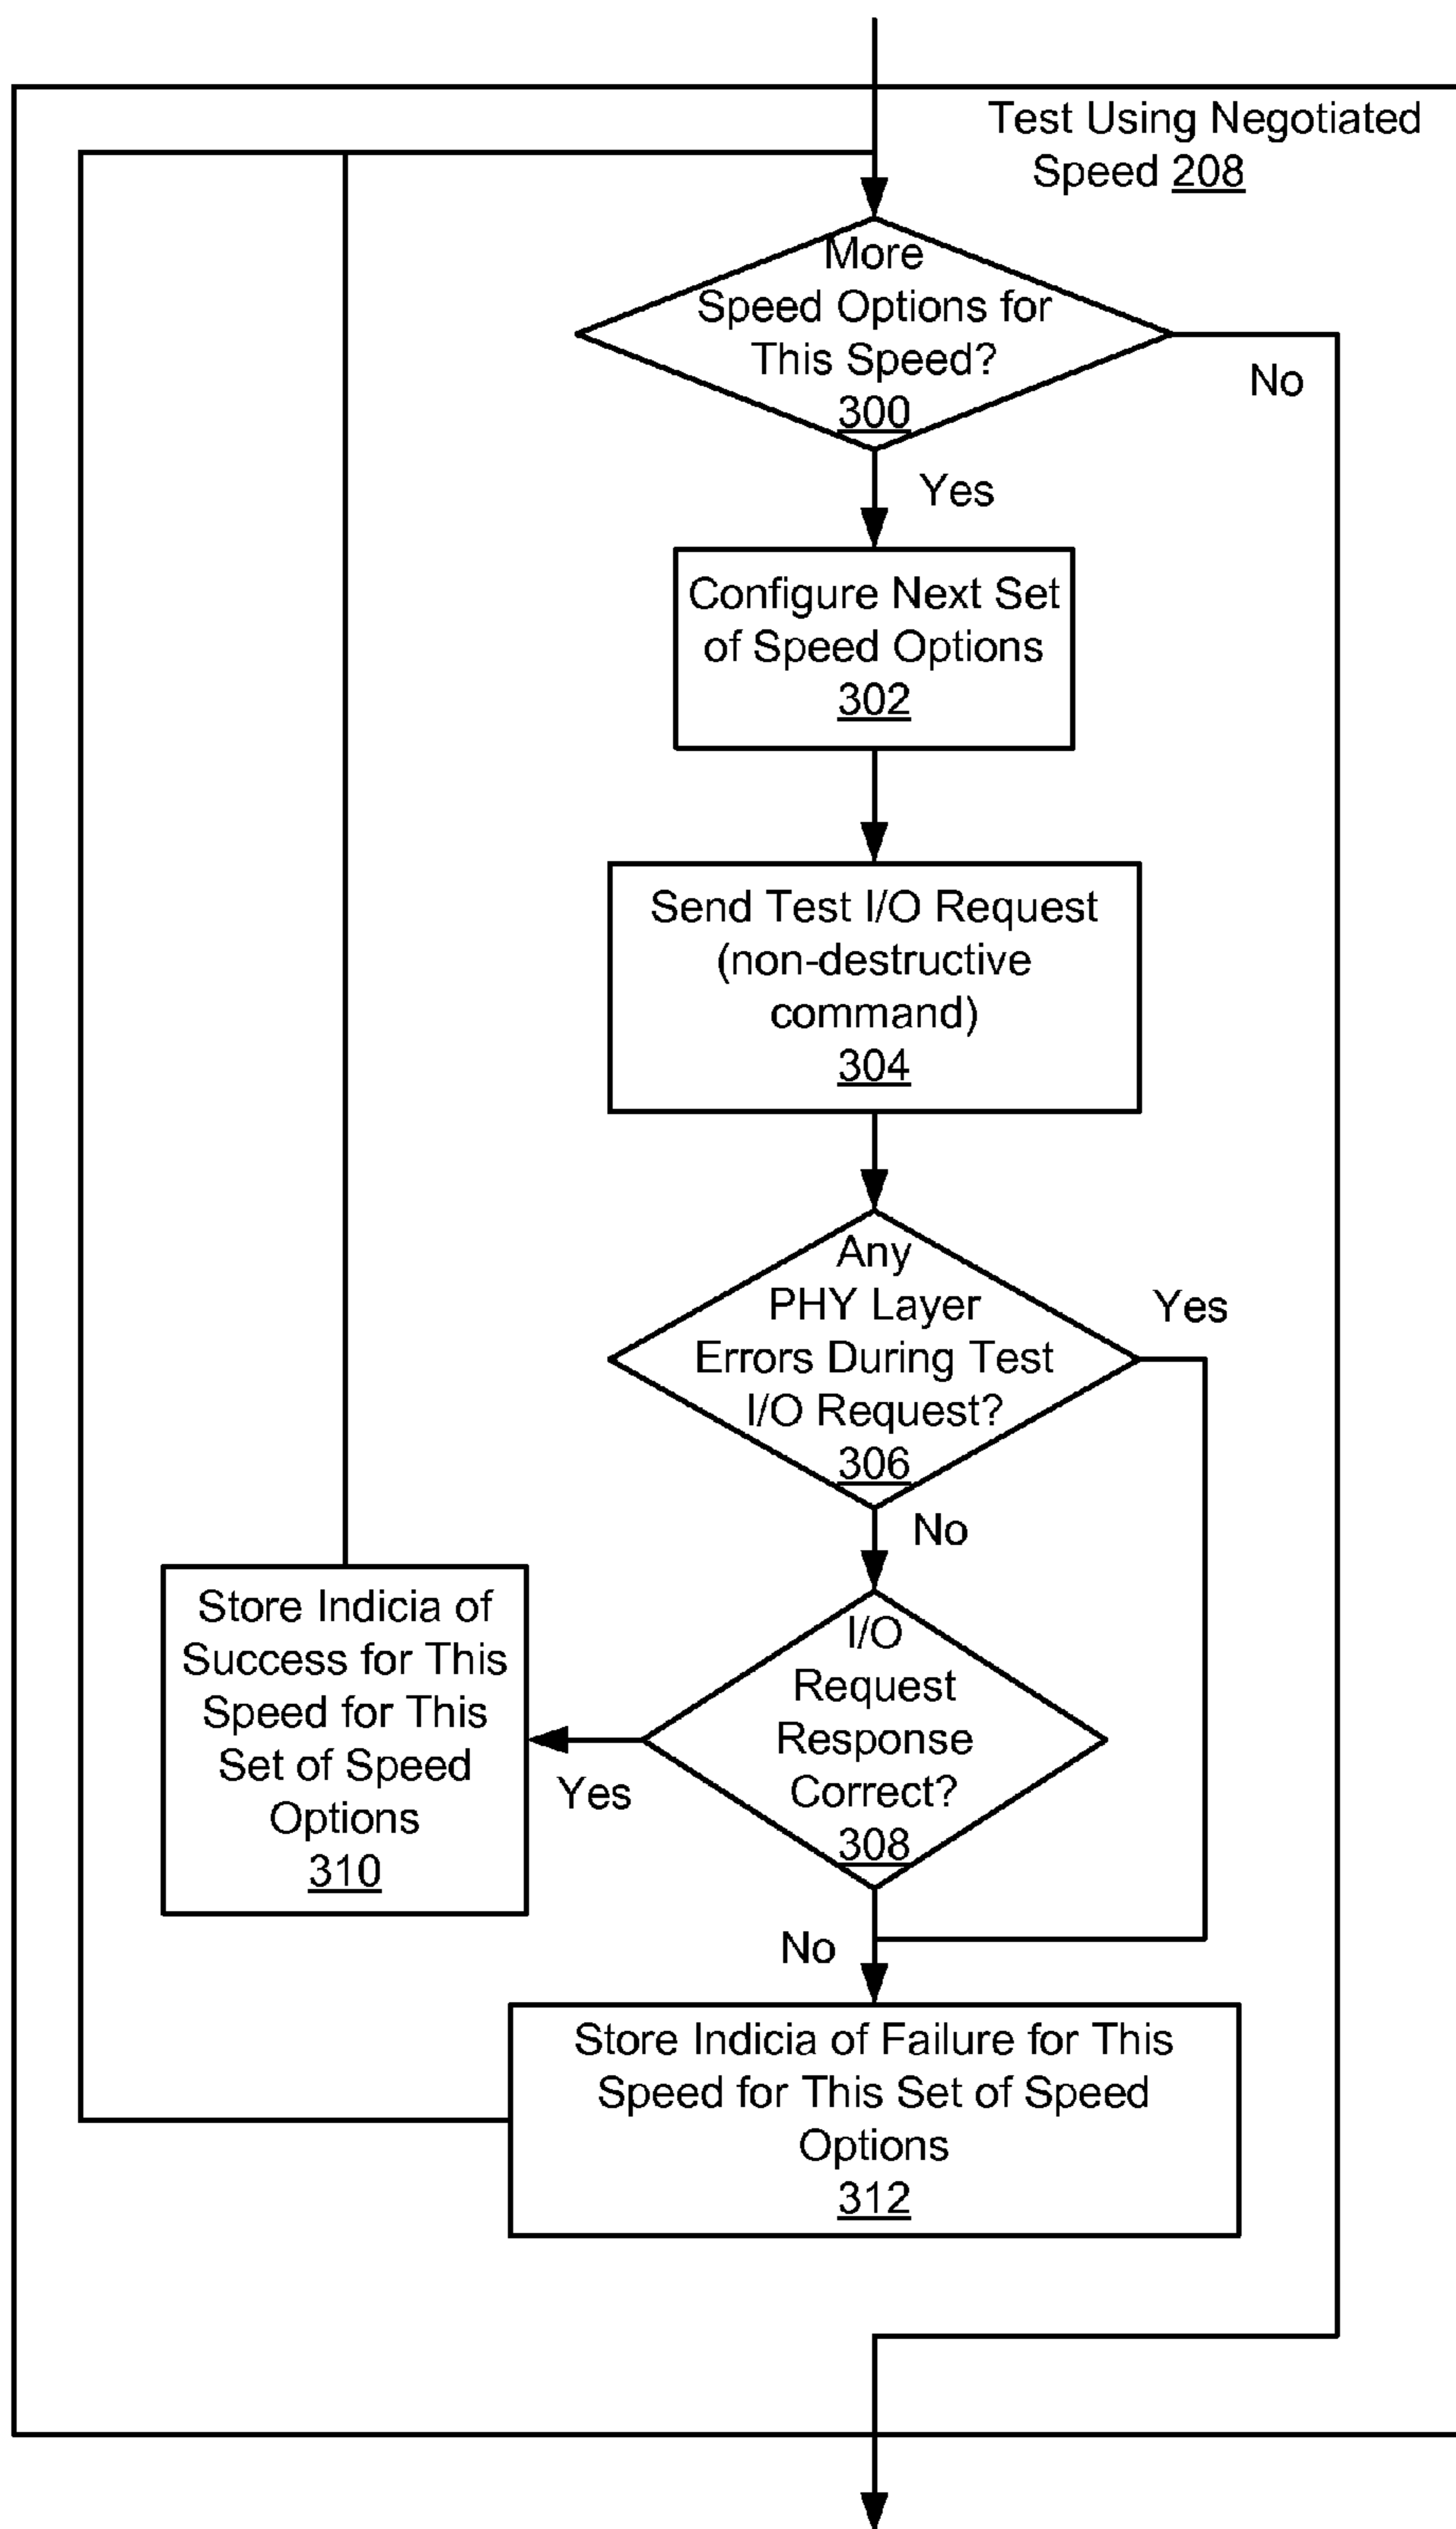 Test Using Negotiated
Speed 208
More
Speed Options for
This Speed?
300
No
Yes
Configure Next Set
of Speed Options
302
Send Test I/O Request
(non-destructive
command)
304
Any
PHY Layer
Errors During Test
I/O Request?
306
Yes
No
I/O
Request
Response
Correct?
308
Yes
Store Indicia of
Success for This
Speed for This
Set of Speed
Options
310
No
Store Indicia of Failure for This
Speed for This Set of Speed
Options
312